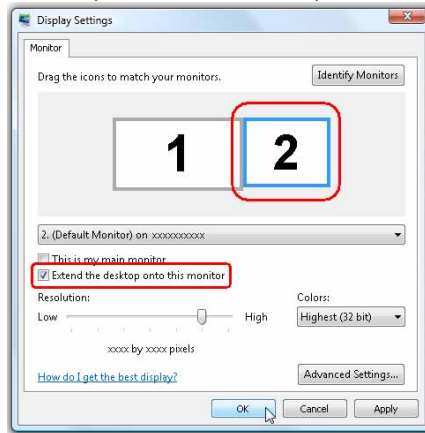 Display Settings
Monitor
Drag the icons to match your monitors.
Identify Monitors
1
2
2. (Default Monitor) on xxxxxxxxxx
This is my main monitor
Extend the desktop onto this monitor
Resolution:
Colors:
Low
High
Highest (32 bit)
xxxx by xxxx pixels
How do I get the best display?
Advanced Settings...
OK
Cancel
Apply